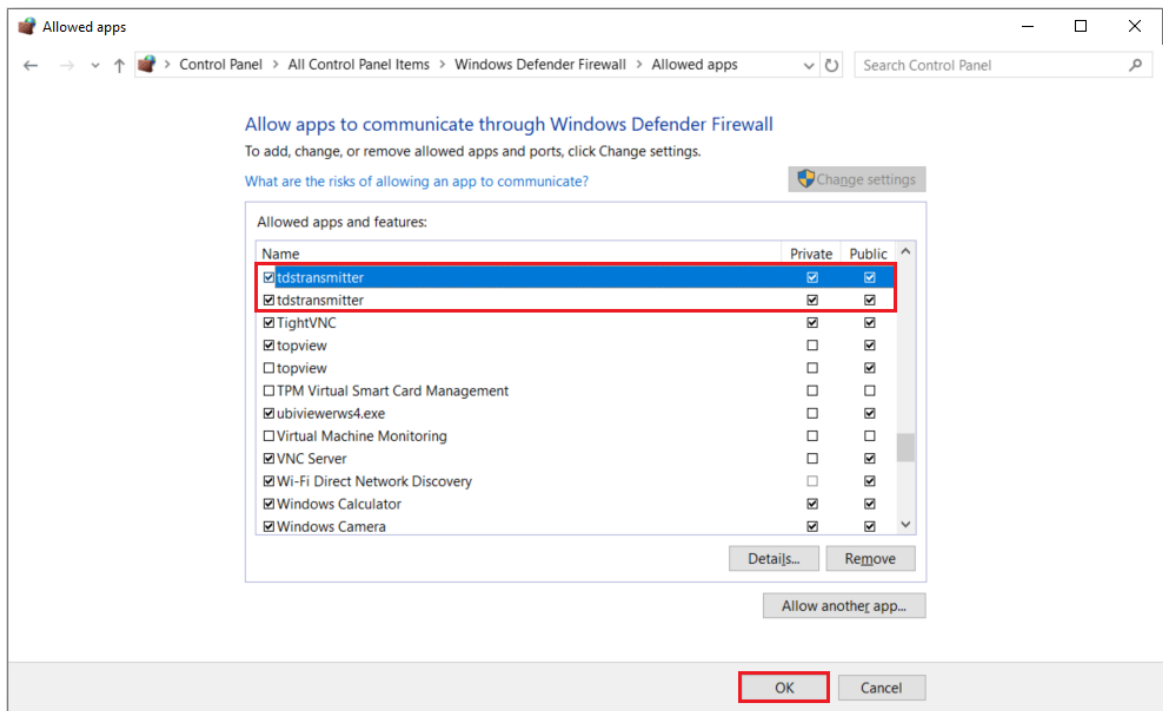 Allowed apps
Control Panel > All Control Panel Items > Windows Defender Firewall > Allowed apps
Search Control Panel
Allow apps to communicate through Windows Defender Firewall
To add, change, or remove allowed apps and ports, click Change settings.
What are the risks of allowing an app to communicate?
Change settings
Allowed apps and features:
Name Private Public
tdstransmitter
tdstransmitter
TightVNC
topview
topview
TPM Virtual Smart Card Management
ubiviewerws4.exe
Virtual Machine Monitoring
VNC Server
Wi-Fi Direct Network Discovery
Windows Calculator
Windows Camera
Details... Remove
Allow another app...
OK Cancel